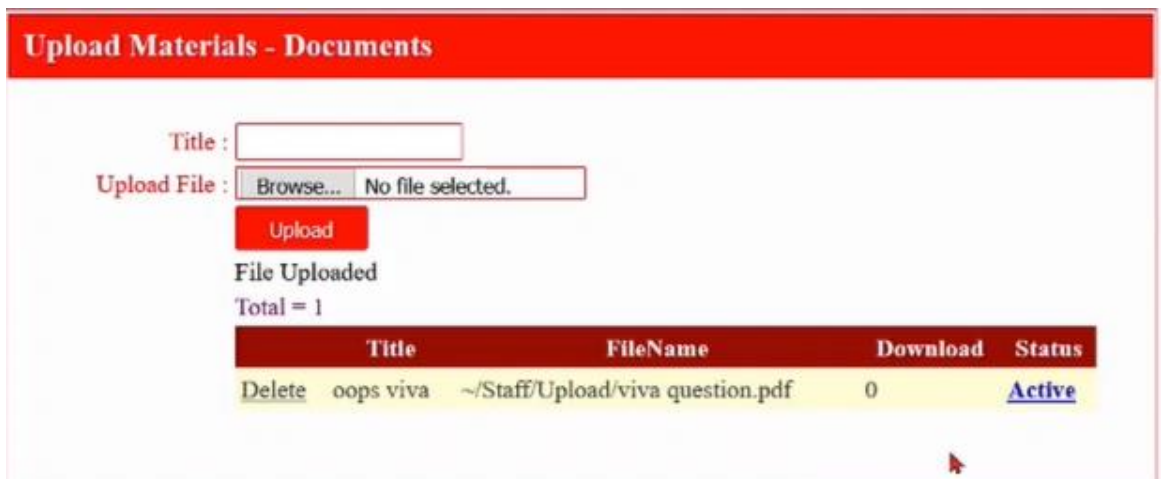 Upload Materials - Documents
Title :
Upload File : Browse... No file selected.
Upload
File Uploaded
Total = 1
Title FileName Download Status
Delete oops viva ~/Staff/Upload/viva question.pdf 0 Active